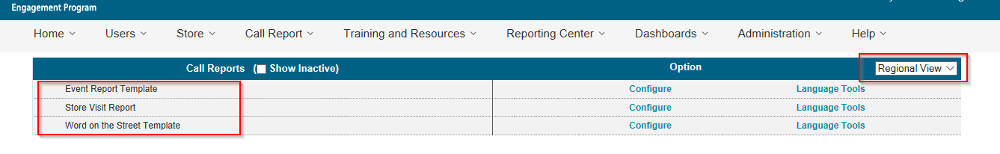 Engagement Program
Home Users Store Call Report Training and Resources Reporting Center Dashboards Administration Help
Call Reports ( Show Inactive) Option Regional View
Event Report Template Configure Language Tools
Store Visit Report Configure Language Tools
Word on the Street Template Configure Language Tools